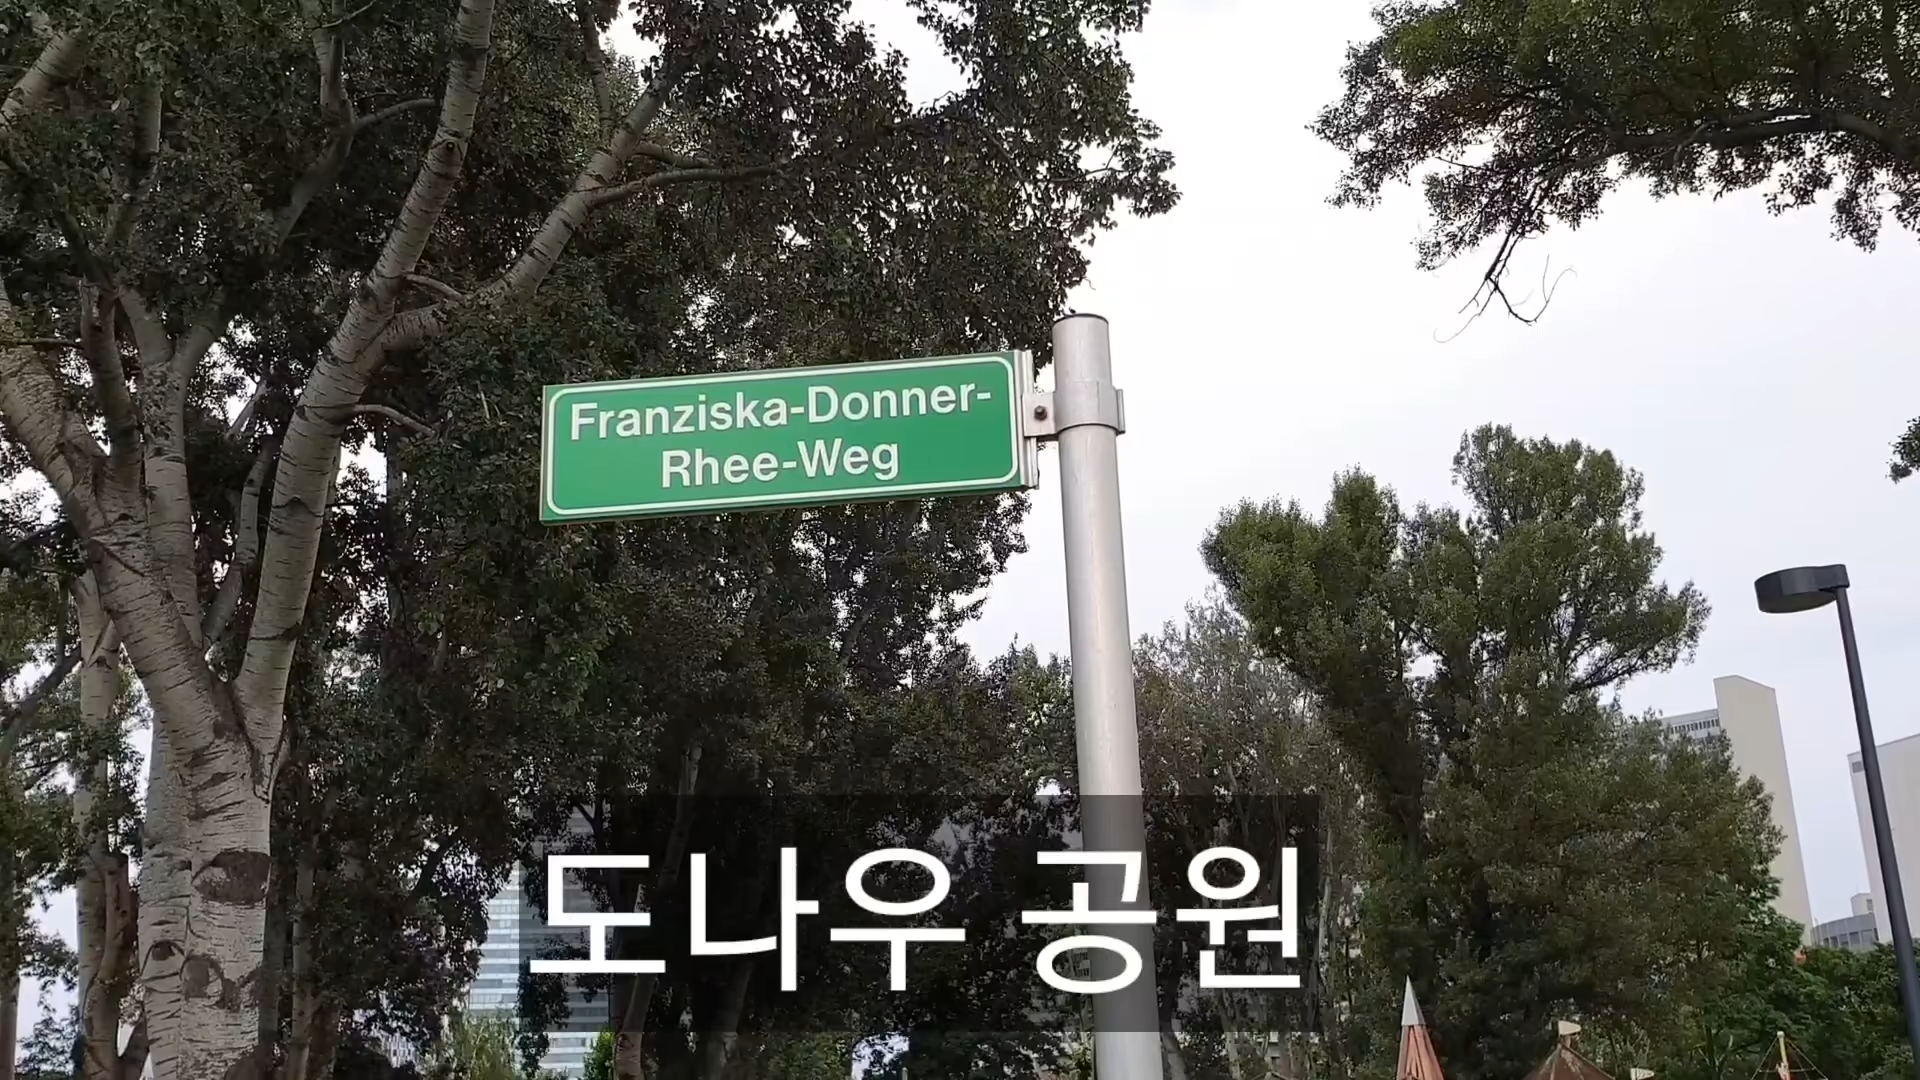 Franziska-Donner-
Rhee-Weg
도나우 공원